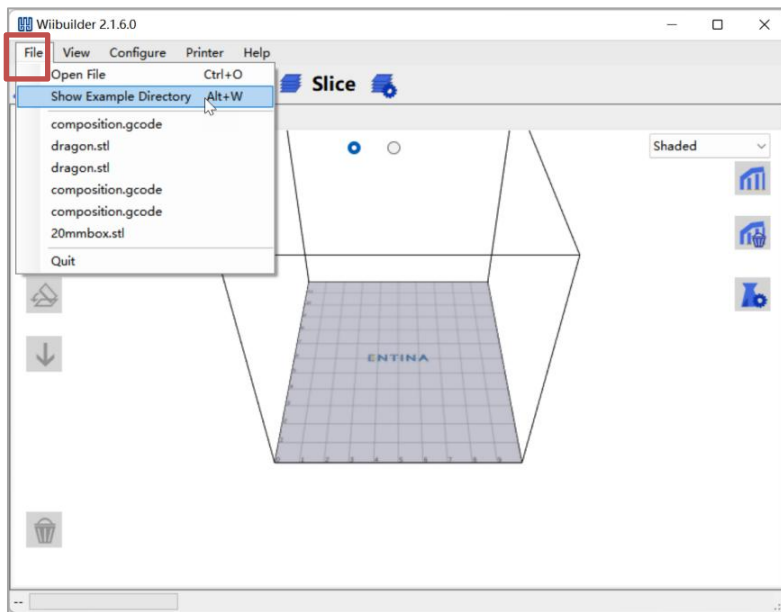 Wiibuilder 2.1.6.0
File View Configure Printer Help
Open File Ctrl+O
Show Example Directory Alt+W
Slice
composition.gcode
dragon.stl
Shaded
dragon.stl
composition.gcode
composition.gcode
20mmbox.stl
Quit
ENTINA
--